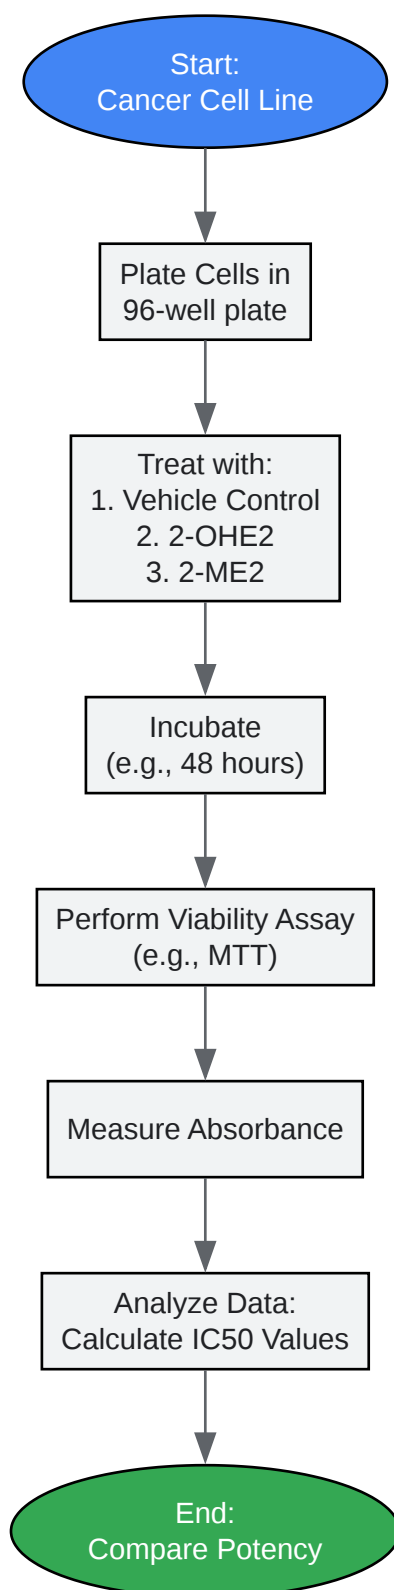 Start:
Cancer Cell Line
Plate Cells in
96-well plate
Treat with:
1. Vehicle Control
2. 2-OHE2
3. 2-ME2
Incubate
(e.g., 48 hours)
Perform Viability Assay
(e.g., MTT)
Measure Absorbance
Analyze Data:
Calculate IC50 Values
End:
Compare Potency